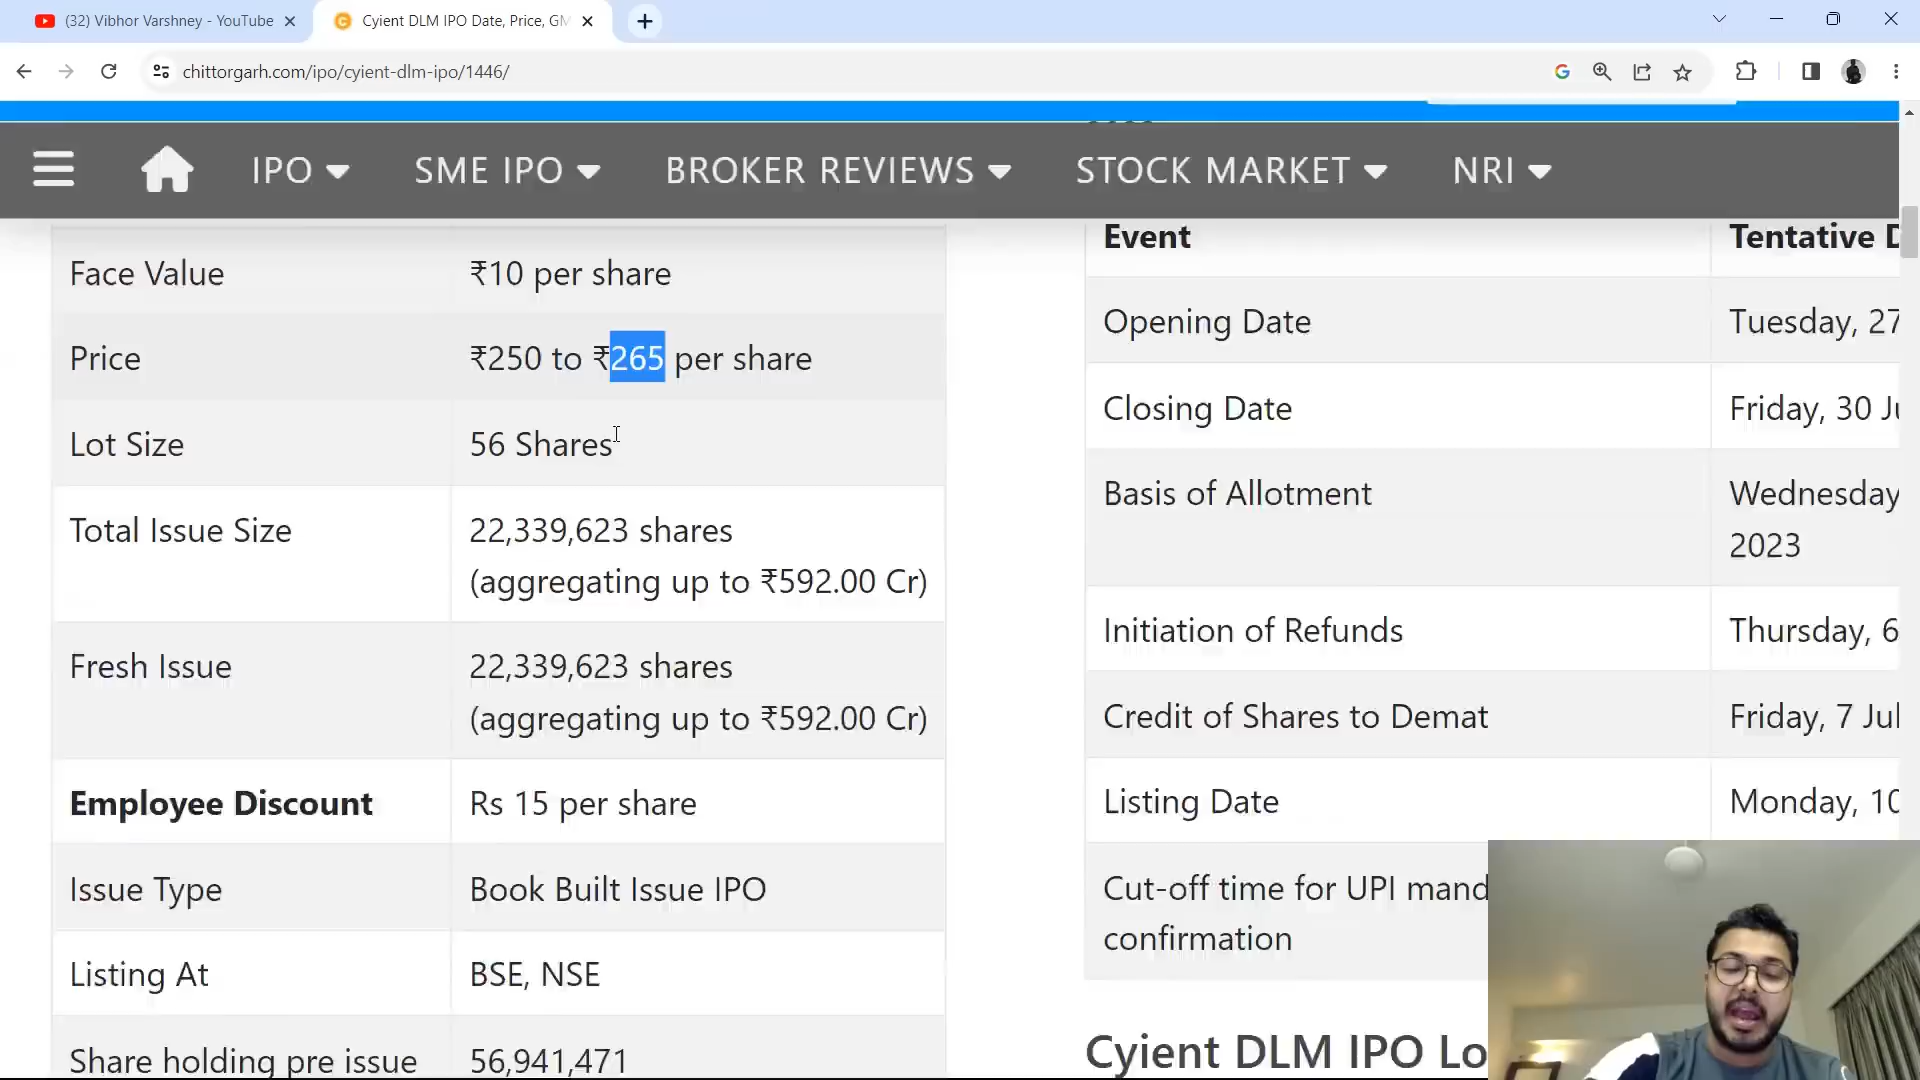 (32) Vibhor Varshney - YouTube
Cyient DLM IPO Date, Price, GM
chittorgarh.com/ipo/cyient-dlm-ipo/1446/
IPO
SME IPO
BROKER REVIEWS
STOCK MARKET
NRI
Face Value
₹10 per share
Price
₹250 to ₹265 per share
Lot Size
56 Shares
Total Issue Size
22,339,623 shares
(aggregating up to ₹592.00 Cr)
Fresh Issue
22,339,623 shares
(aggregating up to ₹592.00 Cr)
Employee Discount
Rs 15 per share
Issue Type
Book Built Issue IPO
Listing At
BSE, NSE
Share holding pre issue
56,941,471
Event
Tentative D
Opening Date
Tuesday, 27
Closing Date
Friday, 30 Ju
Basis of Allotment
Wednesday
2023
Initiation of Refunds
Thursday, 6
Credit of Shares to Demat
Friday, 7 Jul
Listing Date
Monday, 10
Cut-off time for UPI mand
confirmation
Cyient DLM IPO Lo